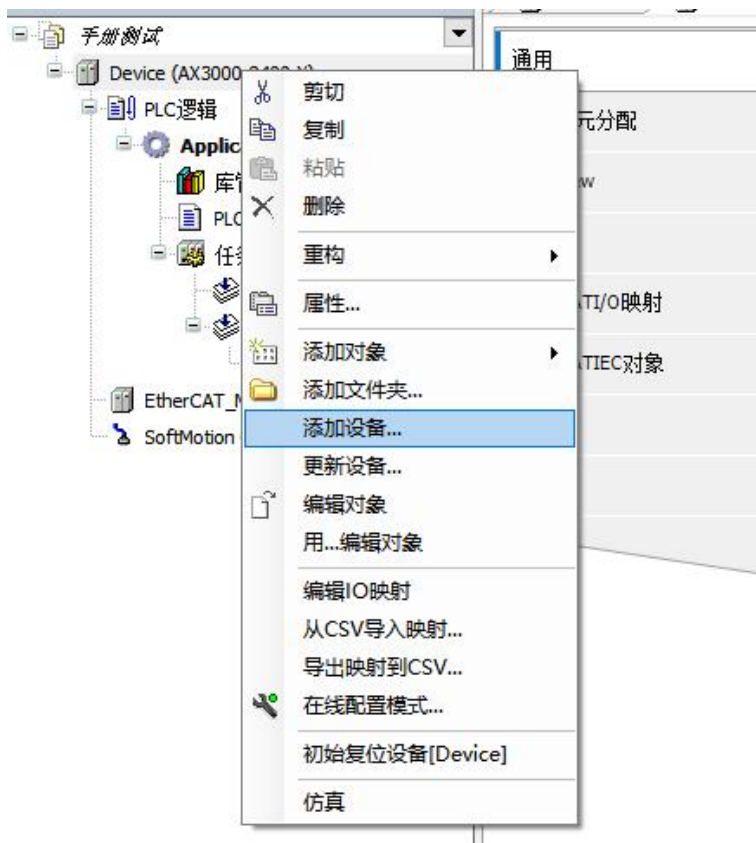 手册测试
Device (AX3000
通用
PLC逻辑
Applic
元分配
库
PLC
任务
TI/O映射
TIEC对象
EtherCAT_M
SoftMotion
剪切
复制
粘贴
删除
重构
属性...
添加对象
添加文件夹...
添加设备...
更新设备...
编辑对象
用...编辑对象
编辑IO映射
从CSV导入映射...
导出映射到CSV...
在线配置模式...
初始复位设备[Device]
仿真